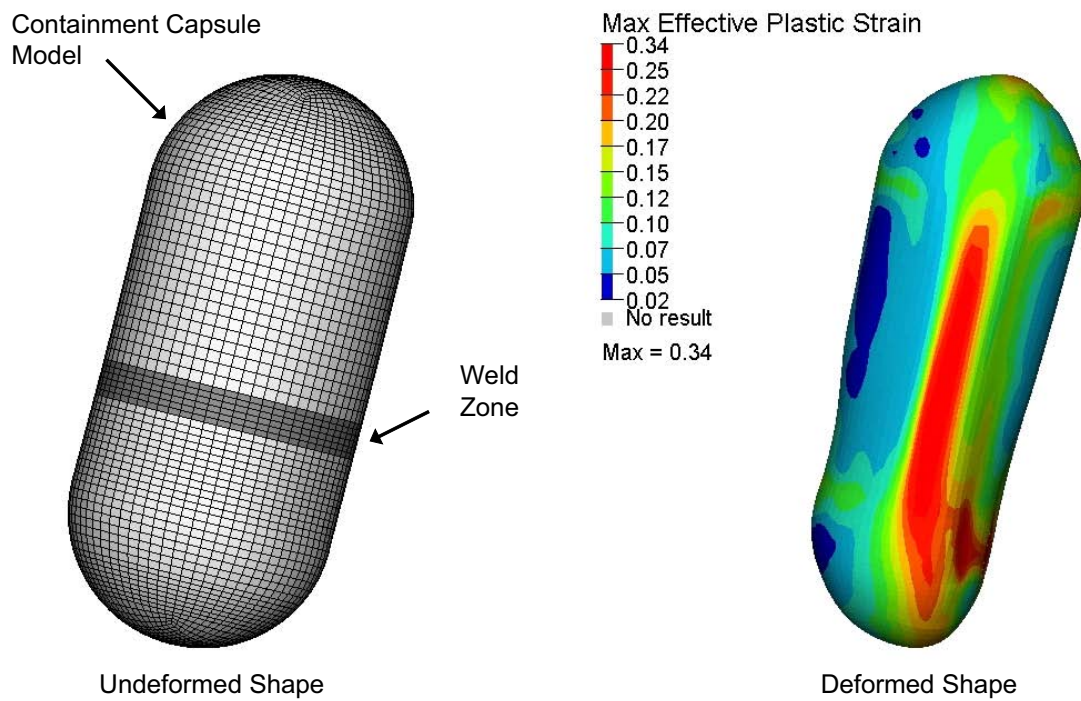 Containment Capsule
Model
Weld
Zone
Undeformed Shape
Max Effective Plastic Strain
0.34
0.25
0.22
0.20
0.17
0.15
0.12
0.10
0.07
0.05
0.02
No result
Max = 0.34
Deformed Shape